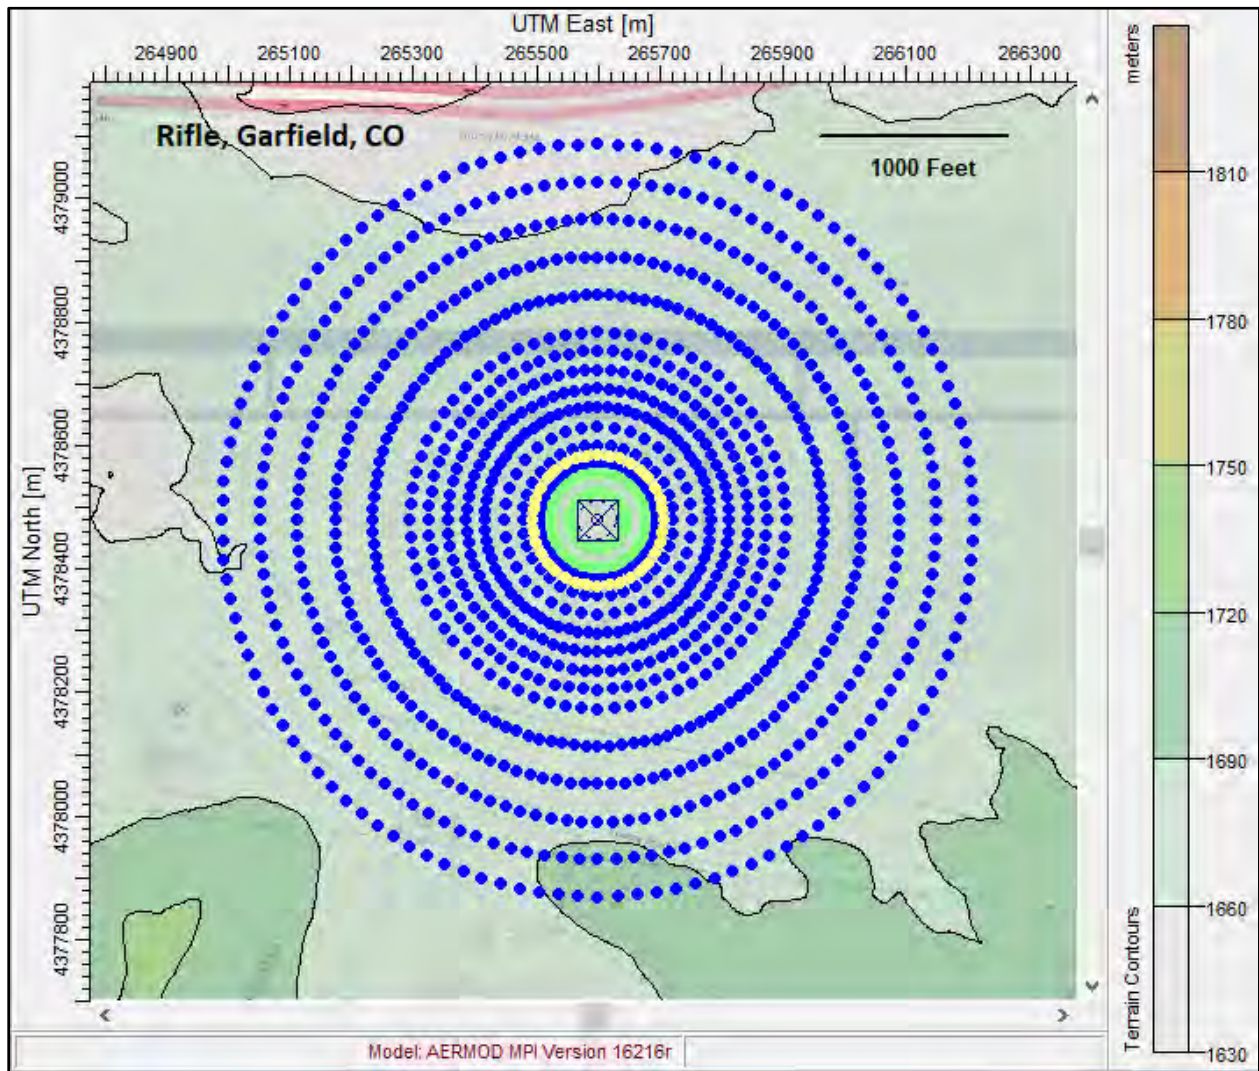 UTM East [m]
264900 265100 265300 265500 265700 265900 266100 266300
Rifle, Garfield, CO
1000 Feet
UTM North [m]
4379000
4378800
4378600
4378400
4378200
4378000
4377800
meters
1810
1780
1750
1720
1690
1660
1630
Terrain Contours
Model: AERMOD MPI Version 16216r